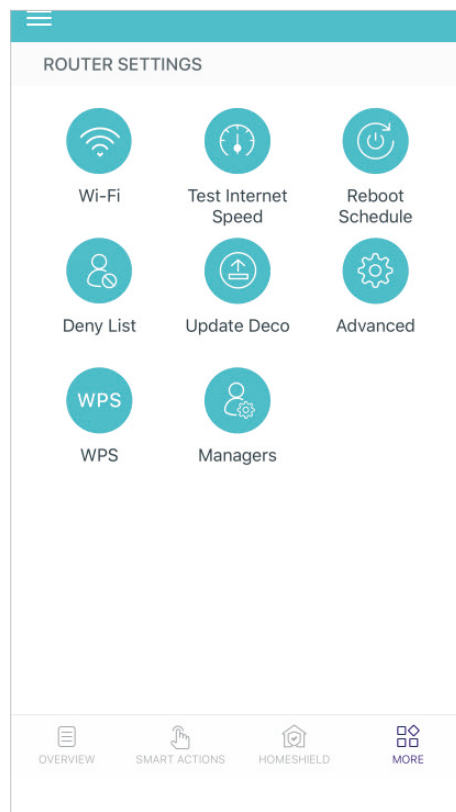 ROUTER SETTINGS
Wi-Fi
Test Internet
Speed
Reboot
Schedule
Deny List
Update Deco
Advanced
WPS
WPS
Managers
OVERVIEW
SMART ACTIONS
HOMESHIELD
MORE